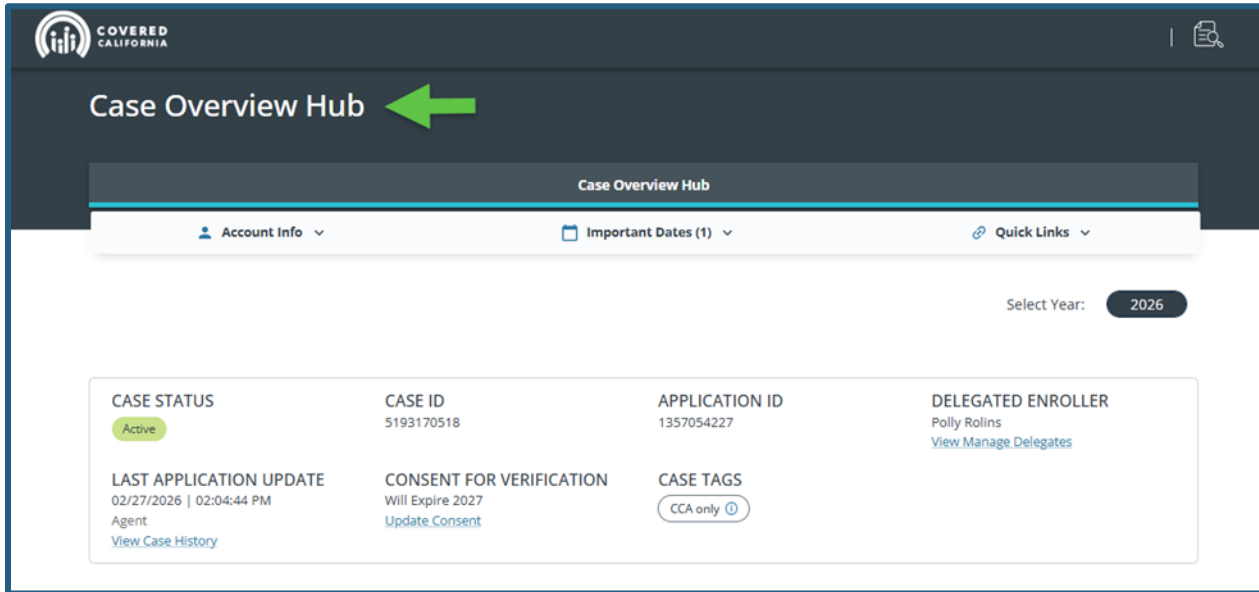 COVERED
CALIFORNIA
Case Overview Hub
Case Overview Hub
Account Info
Important Dates (1)
Quick Links
Select Year: 2026
CASE STATUS
Active
CASE ID
5193170518
APPLICATION ID
1357054227
DELEGATED ENROLLER
Polly Rolins
View Manage Delegates
LAST APPLICATION UPDATE
02/27/2026 | 02:04:44 PM
Agent
View Case History
CONSENT FOR VERIFICATION
Will Expire 2027
Update Consent
CASE TAGS
CCA only